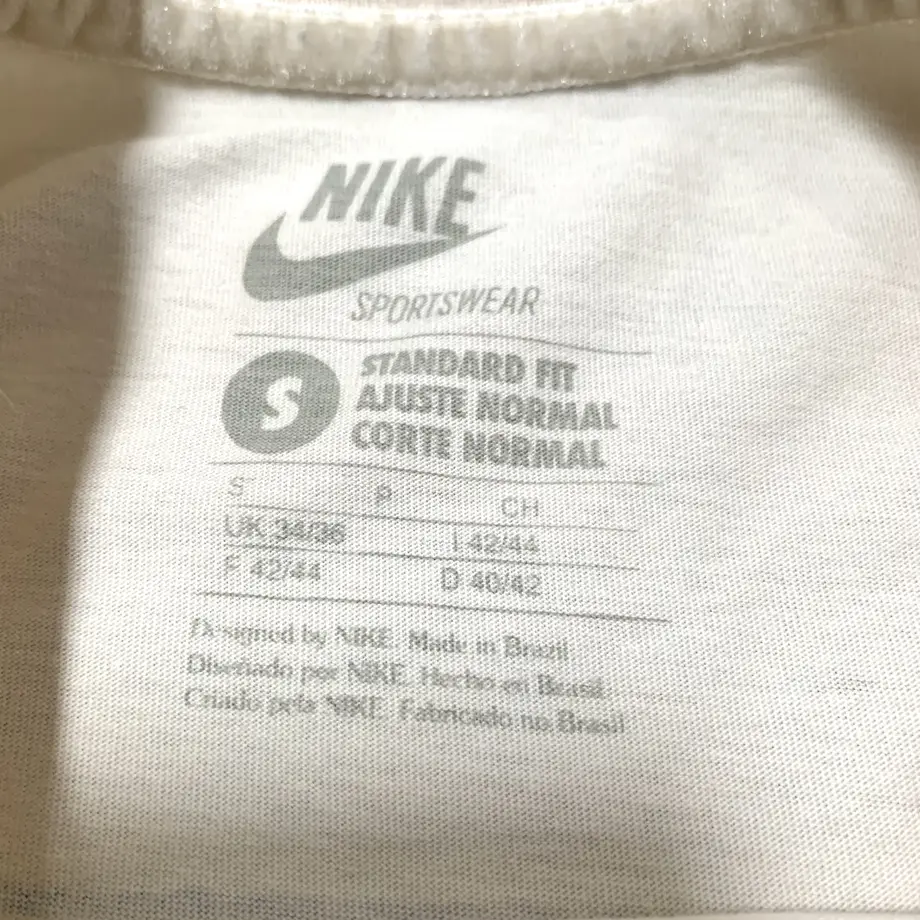 NIKE
SPORTSWEAR
S
STANDARD FIT
AJUSTE NORMAL
CORTE NORMAL
S P CH
UK 34/36 I 42/44
F 42/44 D 40/42
Designed by NIKE. Made in Brazil
Diseñado por NIKE. Hecho en Brasil.
Criado pela NIKE. Fabricado no Brasil